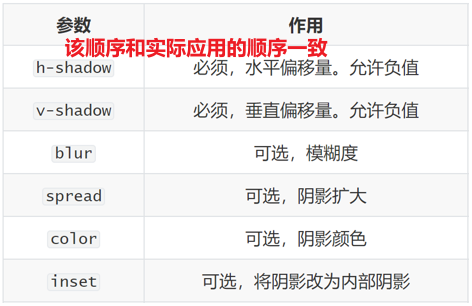 参数 作用
该顺序和实际应用的顺序一致
h-shadow 必须，水平偏移量。允许负值
v-shadow 必须，垂直偏移量。允许负值
blur 可选，模糊度
spread 可选，阴影扩大
color 可选，阴影颜色
inset 可选，将阴影改为内部阴影